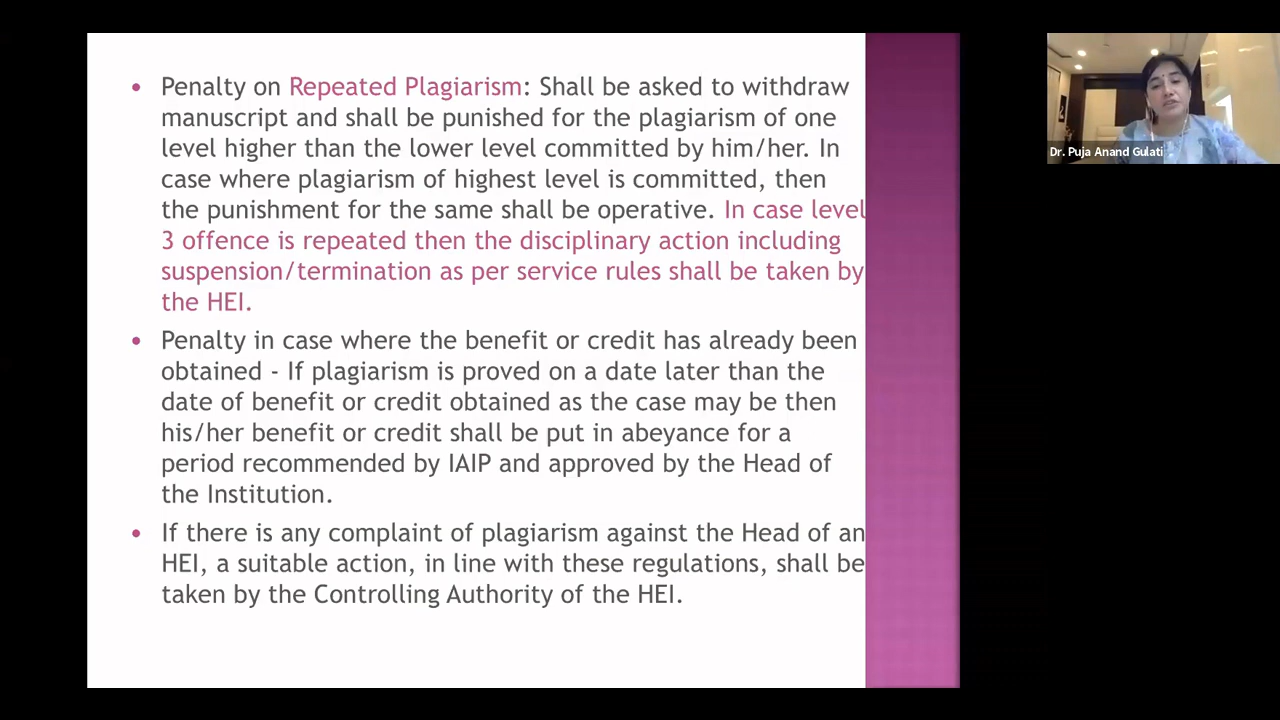 • Penalty on Repeated Plagiarism: Shall be asked to withdraw
manuscript and shall be punished for the plagiarism of one
level higher than the lower level committed by him/her. In
case where plagiarism of highest level is committed, then
the punishment for the same shall be operative. In case level
3 offence is repeated then the disciplinary action including
suspension/termination as per service rules shall be taken by
the HEI.
• Penalty in case where the benefit or credit has already been
obtained - If plagiarism is proved on a date later than the
date of benefit or credit obtained as the case may be then
his/her benefit or credit shall be put in abeyance for a
period recommended by IAIP and approved by the Head of
the Institution.
• If there is any complaint of plagiarism against the Head of an
HEI, a suitable action, in line with these regulations, shall be
taken by the Controlling Authority of the HEI.
Dr. Puja Anand Gulati